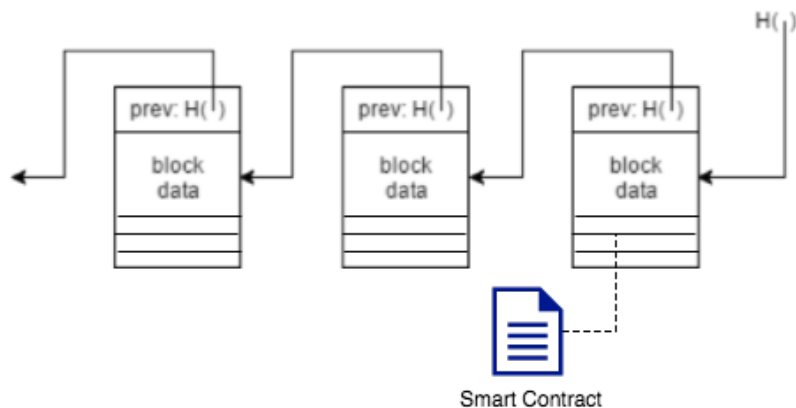 H( )
prev: H( )
prev: H( )
prev: H( )
block
data
block
data
block
data
Smart Contract